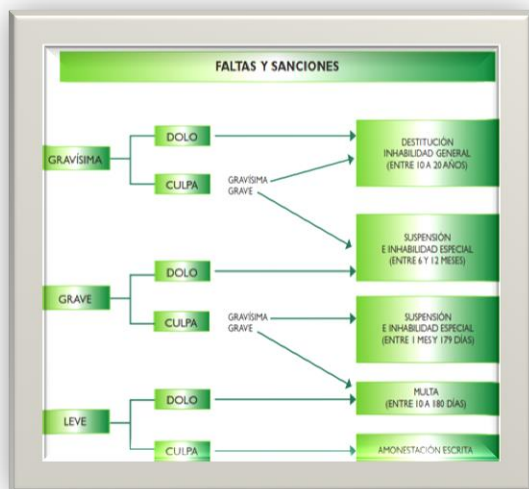 FALTAS Y SANCIONES
GRAVÍSIMA
DOLO
CULPA
GRAVÍSIMA
GRAVE
DESTITUCIÓN
INHABILIDAD GENERAL
(ENTRE 10 A 20 AÑOS)
SUSPENSIÓN
E INHABILIDAD ESPECIAL
(ENTRE 6 Y 12 MESES)
GRAVE
DOLO
CULPA
GRAVÍSIMA
GRAVE
SUSPENSIÓN
E INHABILIDAD ESPECIAL
(ENTRE 1 MES Y 179 DÍAS)
LEVE
DOLO
CULPA
MULTA
(ENTRE 10 A 180 DÍAS)
AMONESTACIÓN ESCRITA